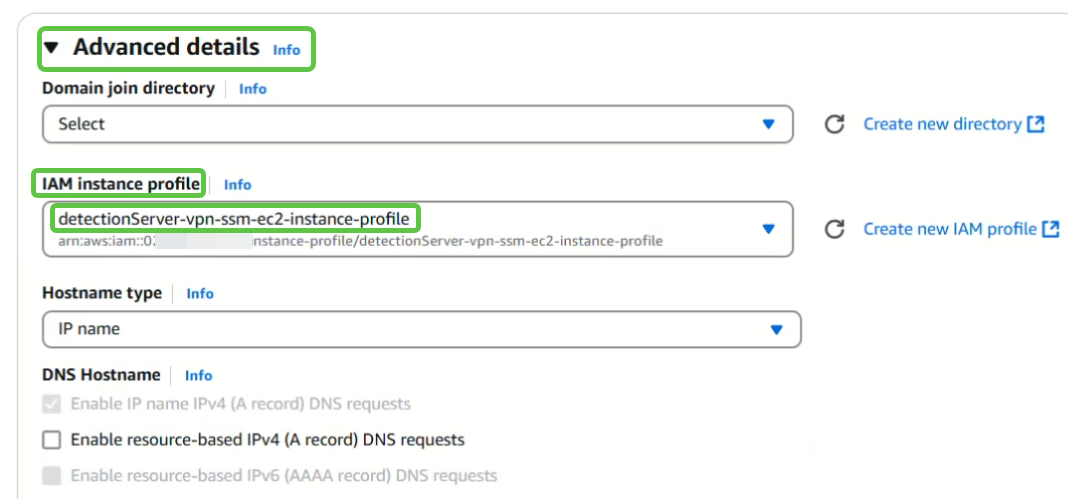 Advanced details Info
Domain join directory Info
Select
Create new directory
IAM instance profile Info
detectionServer-vpn-ssm-ec2-instance-profile
arn:aws:iam::02 instance-profile/detectionServer-vpn-ssm-ec2-instance-profile
Create new IAM profile
Hostname type Info
IP name
DNS Hostname Info
Enable IP name IPv4 (A record) DNS requests
Enable resource-based IPv4 (A record) DNS requests
Enable resource-based IPv6 (AAAA record) DNS requests